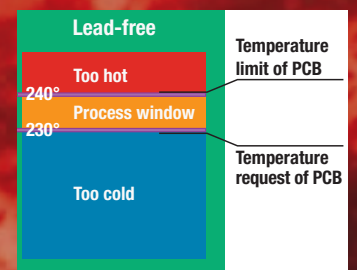 Lead-free
Too hot
Temperature
limit of PCB
240°
Process window
230°
Temperature
request of PCB
Too cold